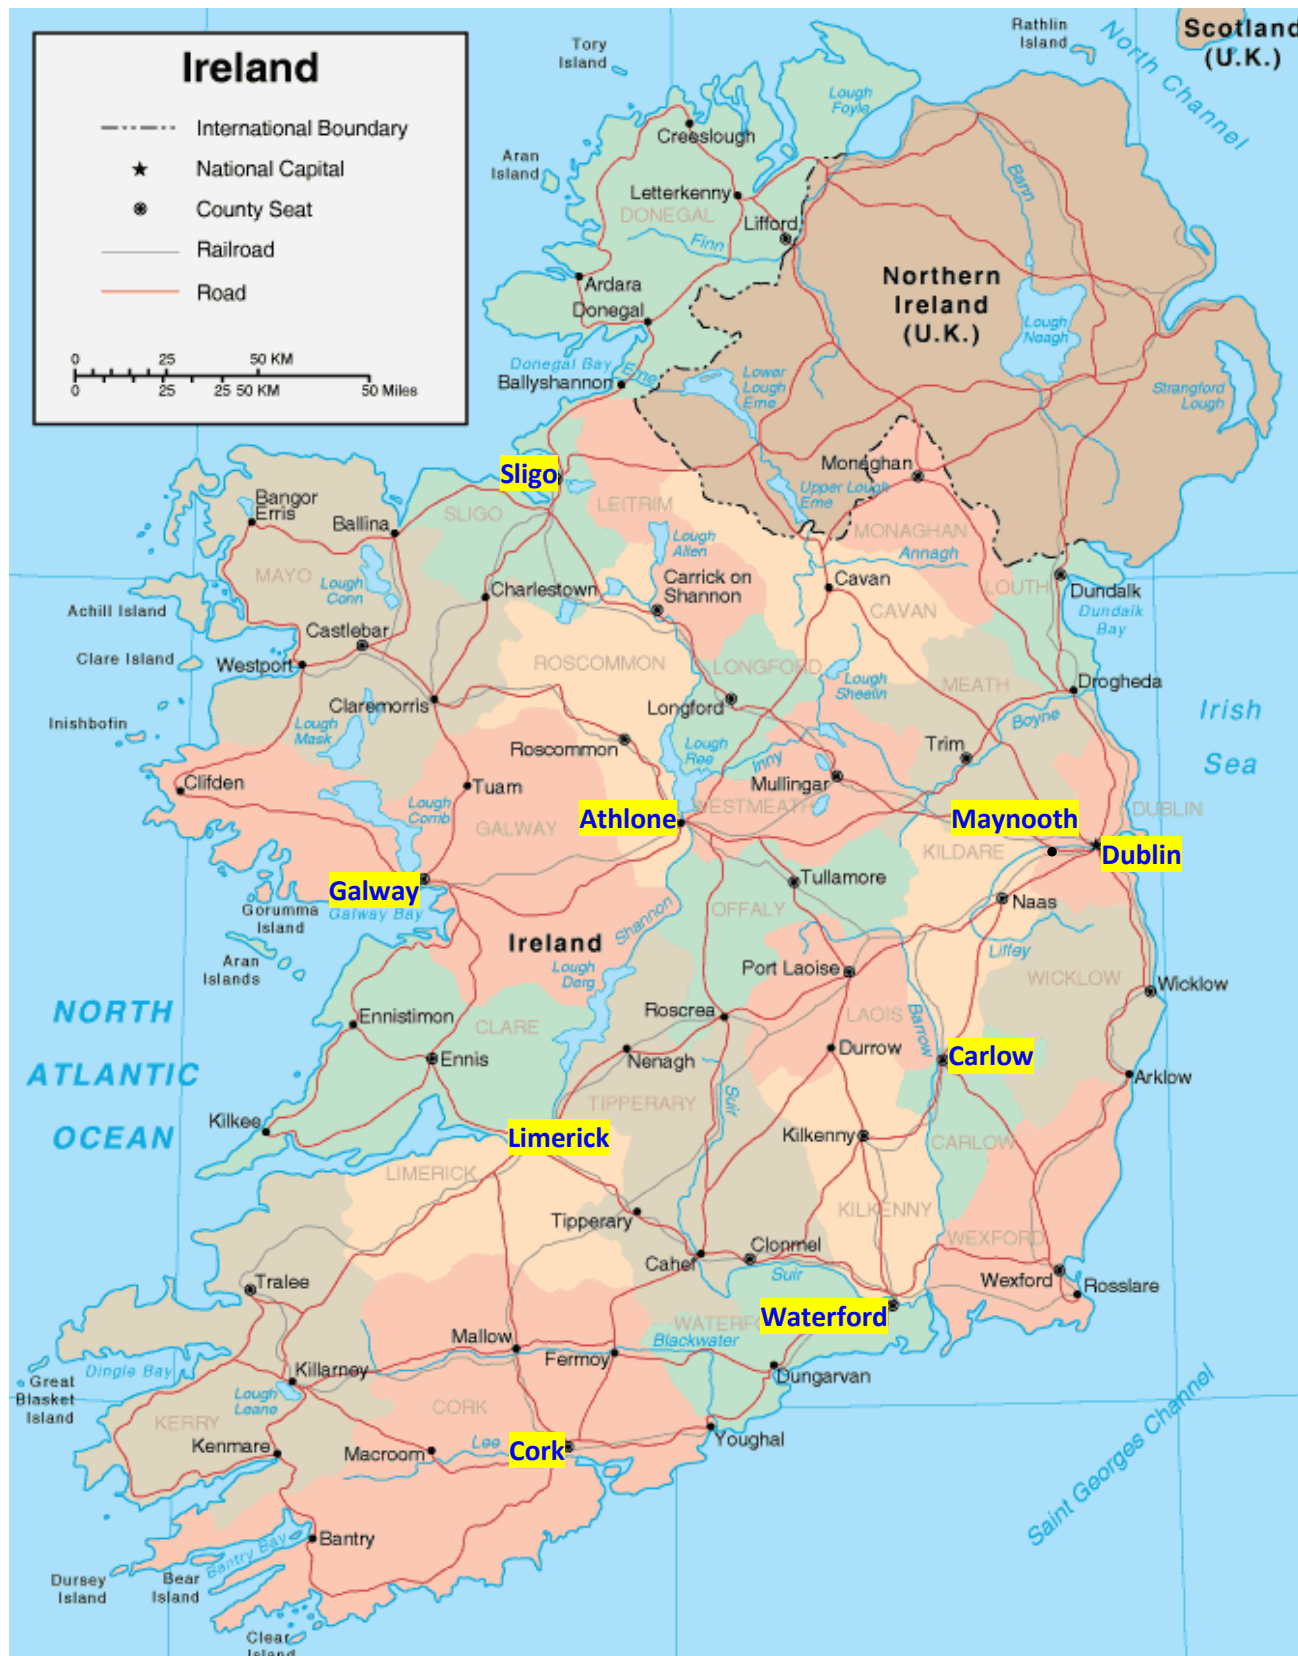 Ireland
International Boundary
National Capital
County Seat
Railroad
Road
0 25 50 KM
0 25 25 50 KM 50 Miles
Scotland
(U.K.)
Rathlin
Island
North Channel
Tory
Island
Lough
Foyle
Creeslough
Aran
Island
Letterkenny
DONEGAL
Lifford
Finn
Bann
Ardara
Donegal
Northern
Ireland
(U.K.)
Lough
Neagh
Donegal Bay
Erne
Ballyshannon
Lower
Lough
Erne
Strangford
Lough
Sligo
Monaghan
Upper Lough
Erne
Bangor
Erris
Ballina
SLIGO
LEITRIM
MONAGHAN
Annagh
Lough
Allen
MAYO
Lough
Conn
Charlestown
Carrick on
Shannon
Cavan
CAVAN
LOUTH
Dundalk
Dundalk
Bay
Achill Island
Castlebar
Clare Island
Westport
ROSCOMMON
LONGFORD
Lough
Sheelin
MEATH
Drogheda
Inishbofin
Claremorris
Longford
Boyne
Irish
Sea
Lough
Mask
Roscommon
Lough
Ree
Inny
Trim
Mullingar
Clifden
Tuam
Lough
Comb
GALWAY
Athlone
WESTMEATH
Maynooth
DUBLIN
KILDARE
Dublin
Galway
Gorumma
Island
Galway Bay
Tullamore
Naas
OFFALY
Shannon
Ireland
Liffey
Aran
Islands
Lough
Derg
Port Laoise
WICKLOW
Wicklow
NORTH
ATLANTIC
OCEAN
Ennistimon
CLARE
Roscrea
LAOIS
Barrow
Ennis
Nenagh
Durrow
Carlow
Arklow
Suir
TIPPERARY
Kilkee
Limerick
Kilkenny
CARLOW
LIMERICK
Tipperary
KILKENNY
WEXFORD
Clonmel
Cahef
Suir
Wexford
Rosslare
Tralee
WATERFO
Waterford
Mallow
Blackwater
Fermoy
Dingle Bay
Killarney
Dungarvan
Great
Blasket
Island
Lough
Leane
KERRY
CORK
Kenmare
Macroom
Lee
Cork
Youghal
Saint Georges Channel
Bantry
Bantry Bay
Dursey
Island
Bear
Island
Clear
Island